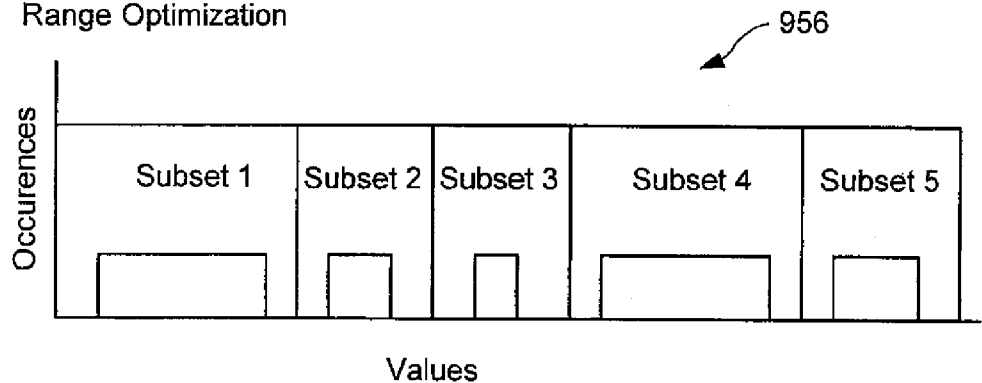 Range Optimization
956
Occurences
Subset 1
Subset 2
Subset 3
Subset 4
Subset 5
Values